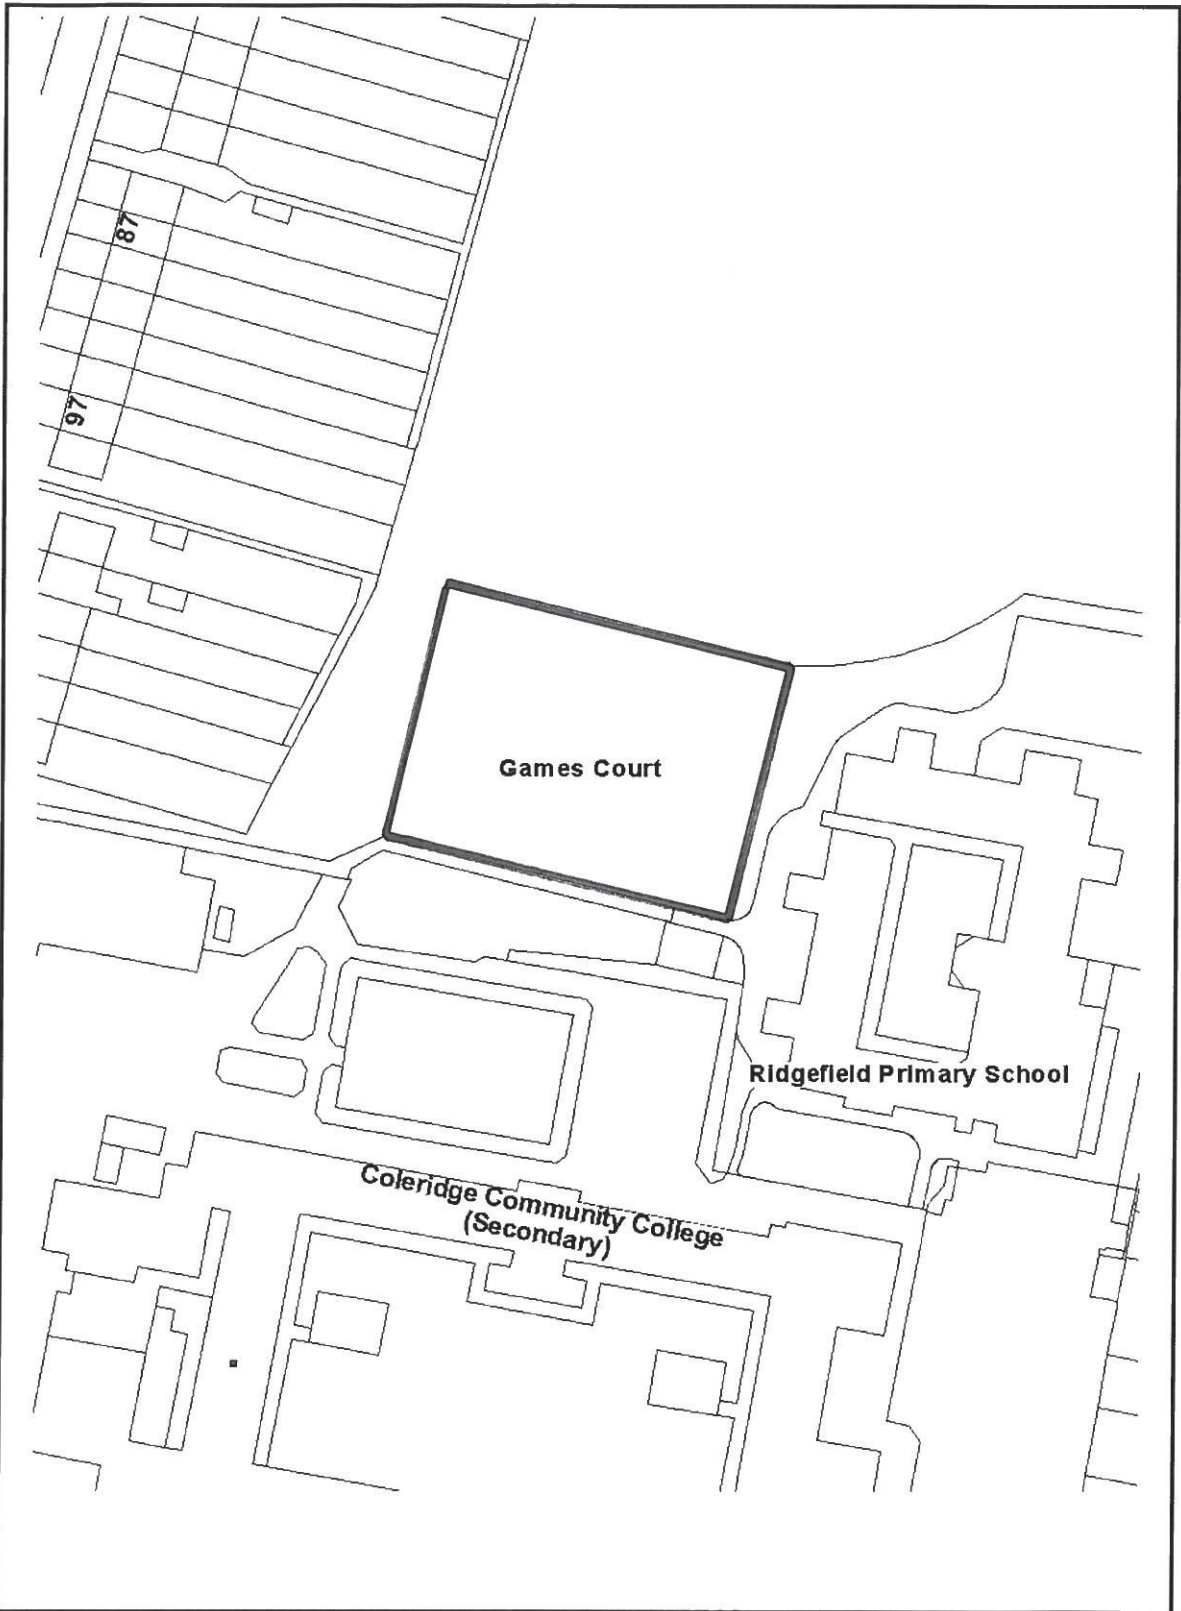 87
97
Games Court
Ridgefield Primary School
Coleridge Community College
(Secondary)